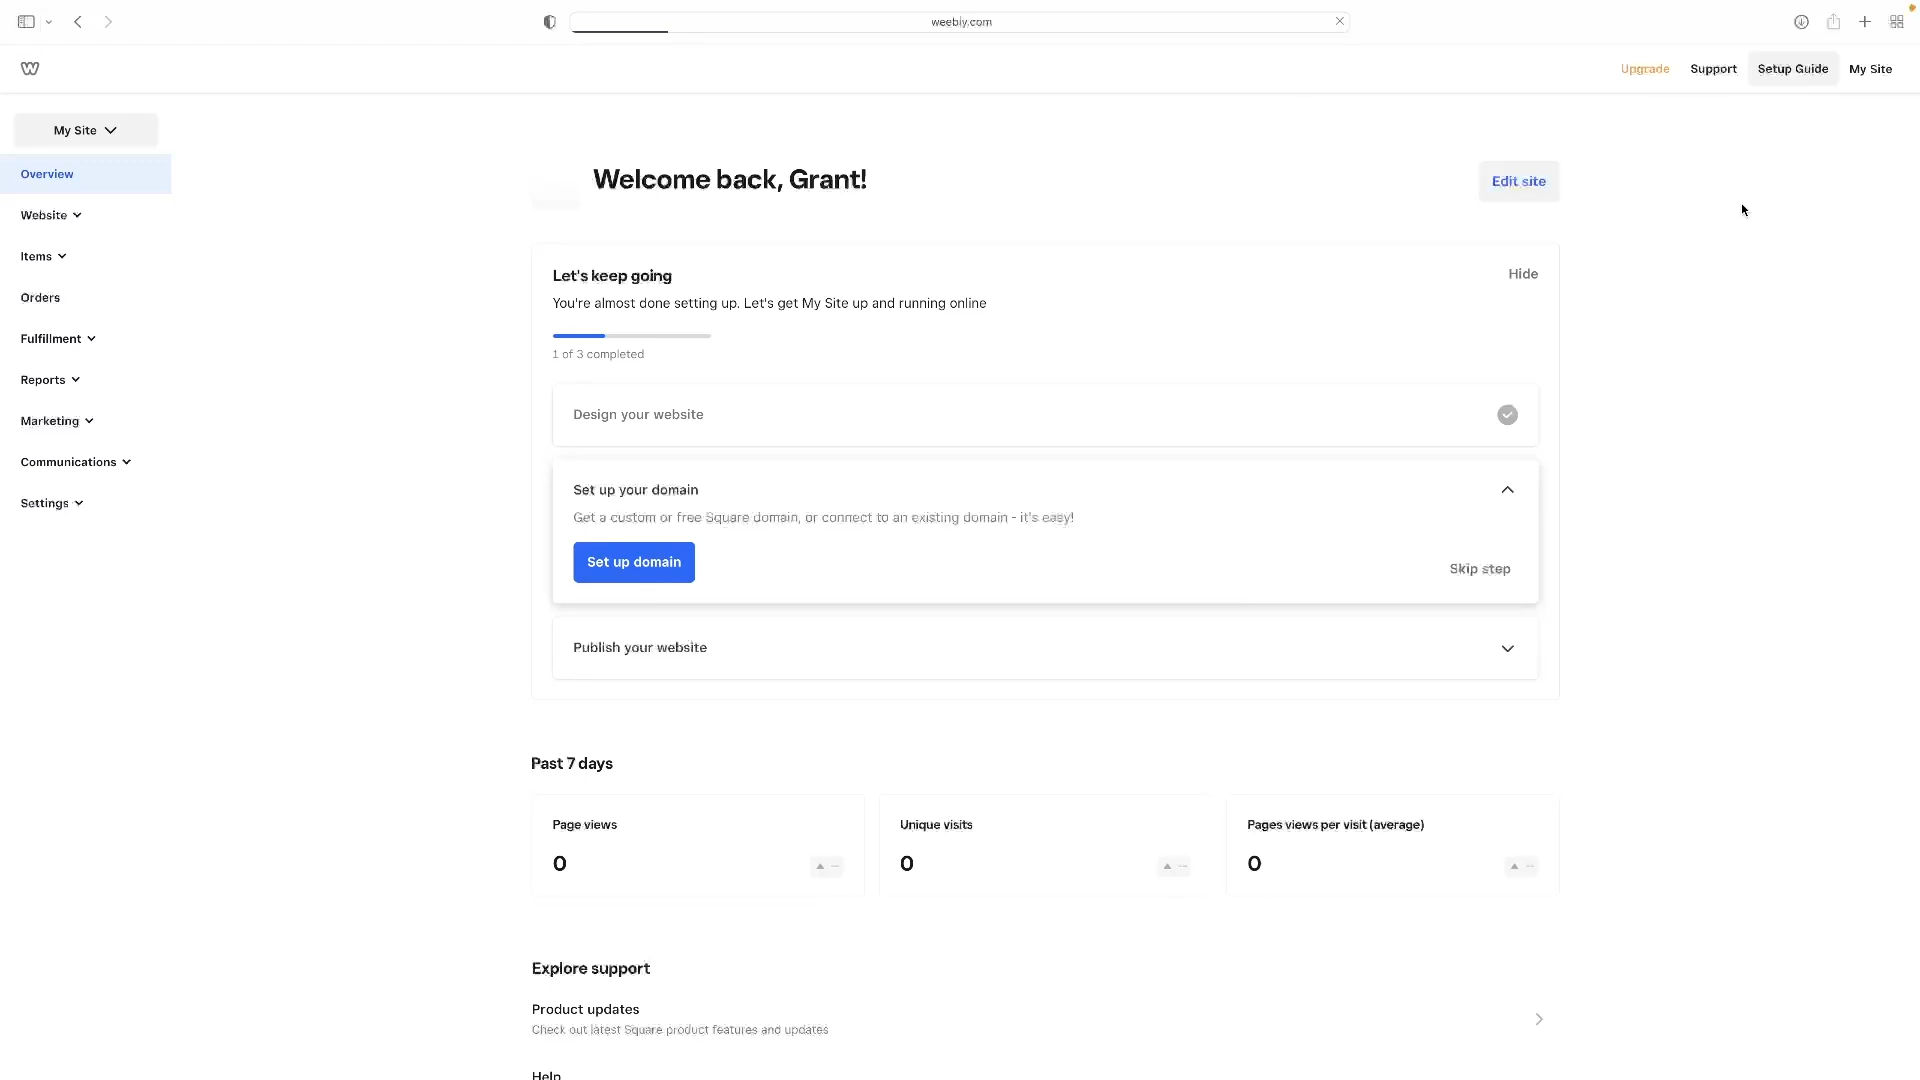 weebly.com
Upgrade
Support
Setup Guide
My Site
My Site
Overview
Website
Items
Orders
Fulfillment
Reports
Marketing
Communications
Settings
Welcome back, Grant!
Edit site
Let's keep going
Hide
You're almost done setting up. Let's get My Site up and running online
1 of 3 completed
Design your website
Set up your domain
Get a custom or free Square domain, or connect to an existing domain - it's easy!
Set up domain
Skip step
Publish your website
Past 7 days
Page views
0
--
Unique visits
0
--
Pages views per visit (average)
0
--
Explore support
Product updates
Check out latest Square product features and updates
Help